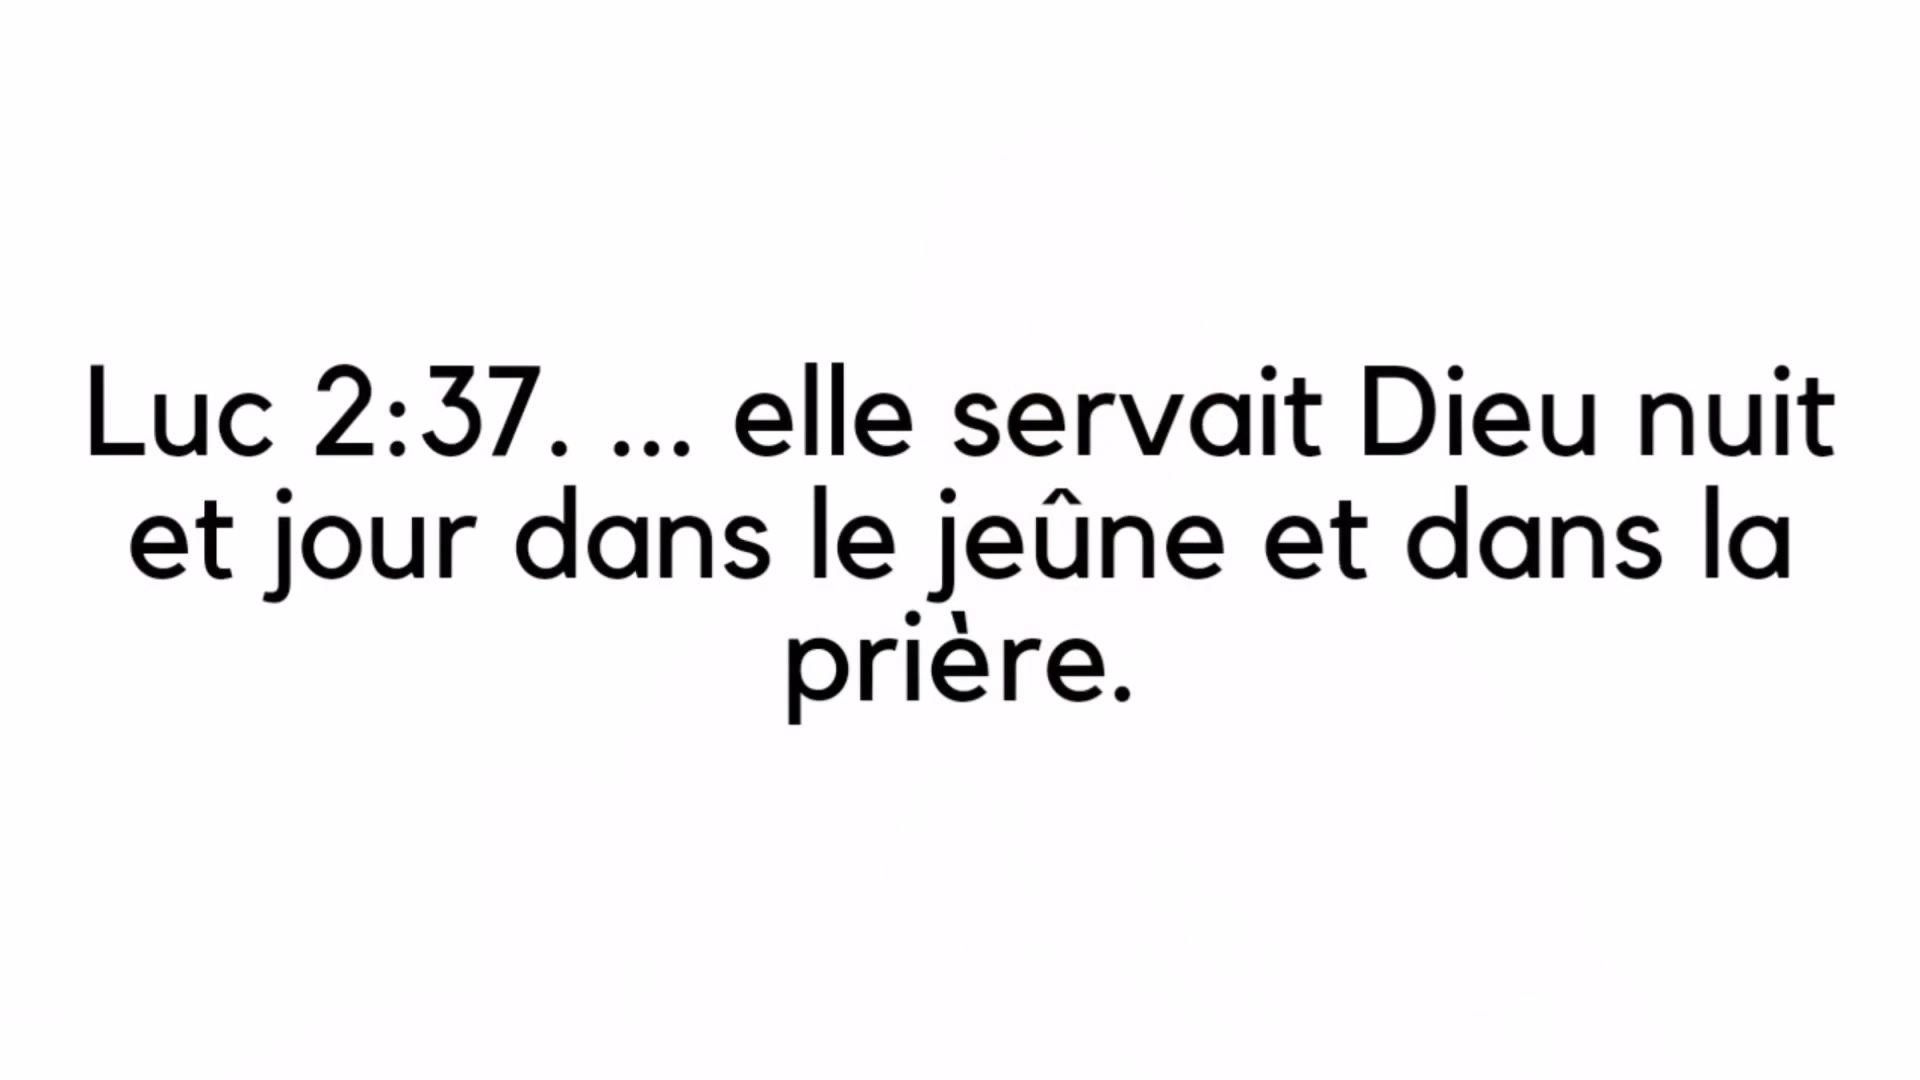 Luc 2:37. ... elle servait Dieu nuit
et jour dans le jeûne et dans la
prière.